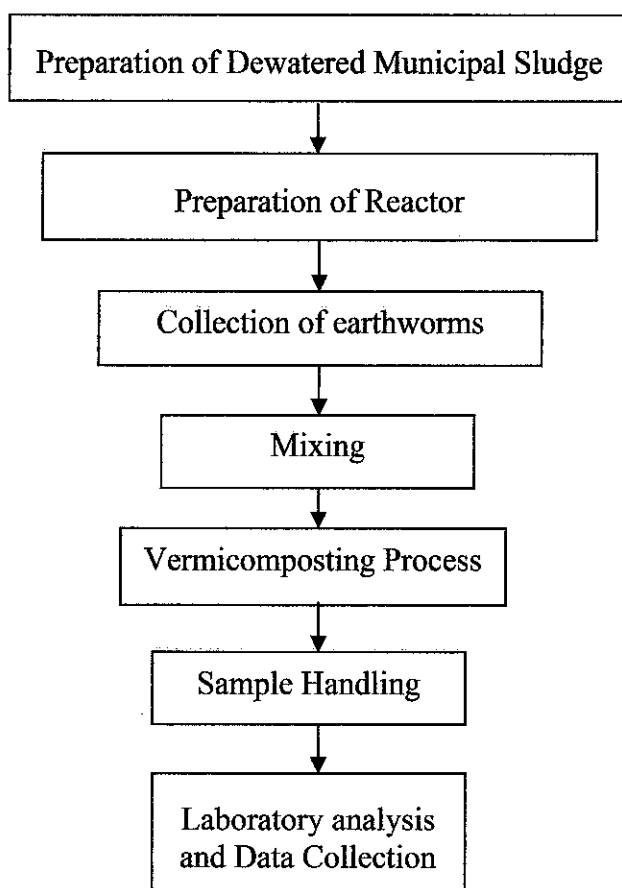 Preparation of Dewatered Municipal Sludge
Preparation of Reactor
Collection of earthworms
Mixing
Vermicomposting Process
Sample Handling
Laboratory analysis
and Data Collection